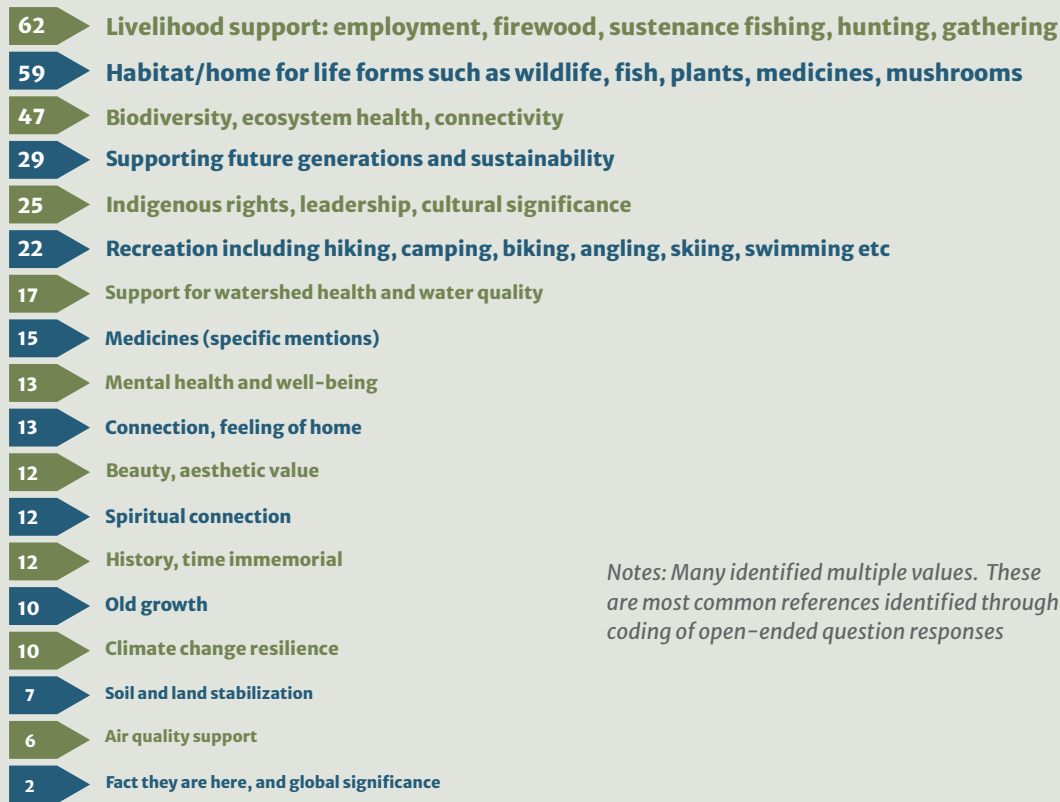 62 Livelihood support: employment, firewood, sustenance fishing, hunting, gathering
59 Habitat/home for life forms such as wildlife, fish, plants, medicines, mushrooms
47 Biodiversity, ecosystem health, connectivity
29 Supporting future generations and sustainability
25 Indigenous rights, leadership, cultural significance
22 Recreation including hiking, camping, biking, angling, skiing, swimming etc
17 Support for watershed health and water quality
15 Medicines (specific mentions)
13 Mental health and well-being
13 Connection, feeling of home
12 Beauty, aesthetic value
12 Spiritual connection
12 History, time immemorial
10 Old growth
10 Climate change resilience
7 Soil and land stabilization
6 Air quality support
2 Fact they are here, and global significance
Notes: Many identified multiple values. These
are most common references identified through
coding of open-ended question responses